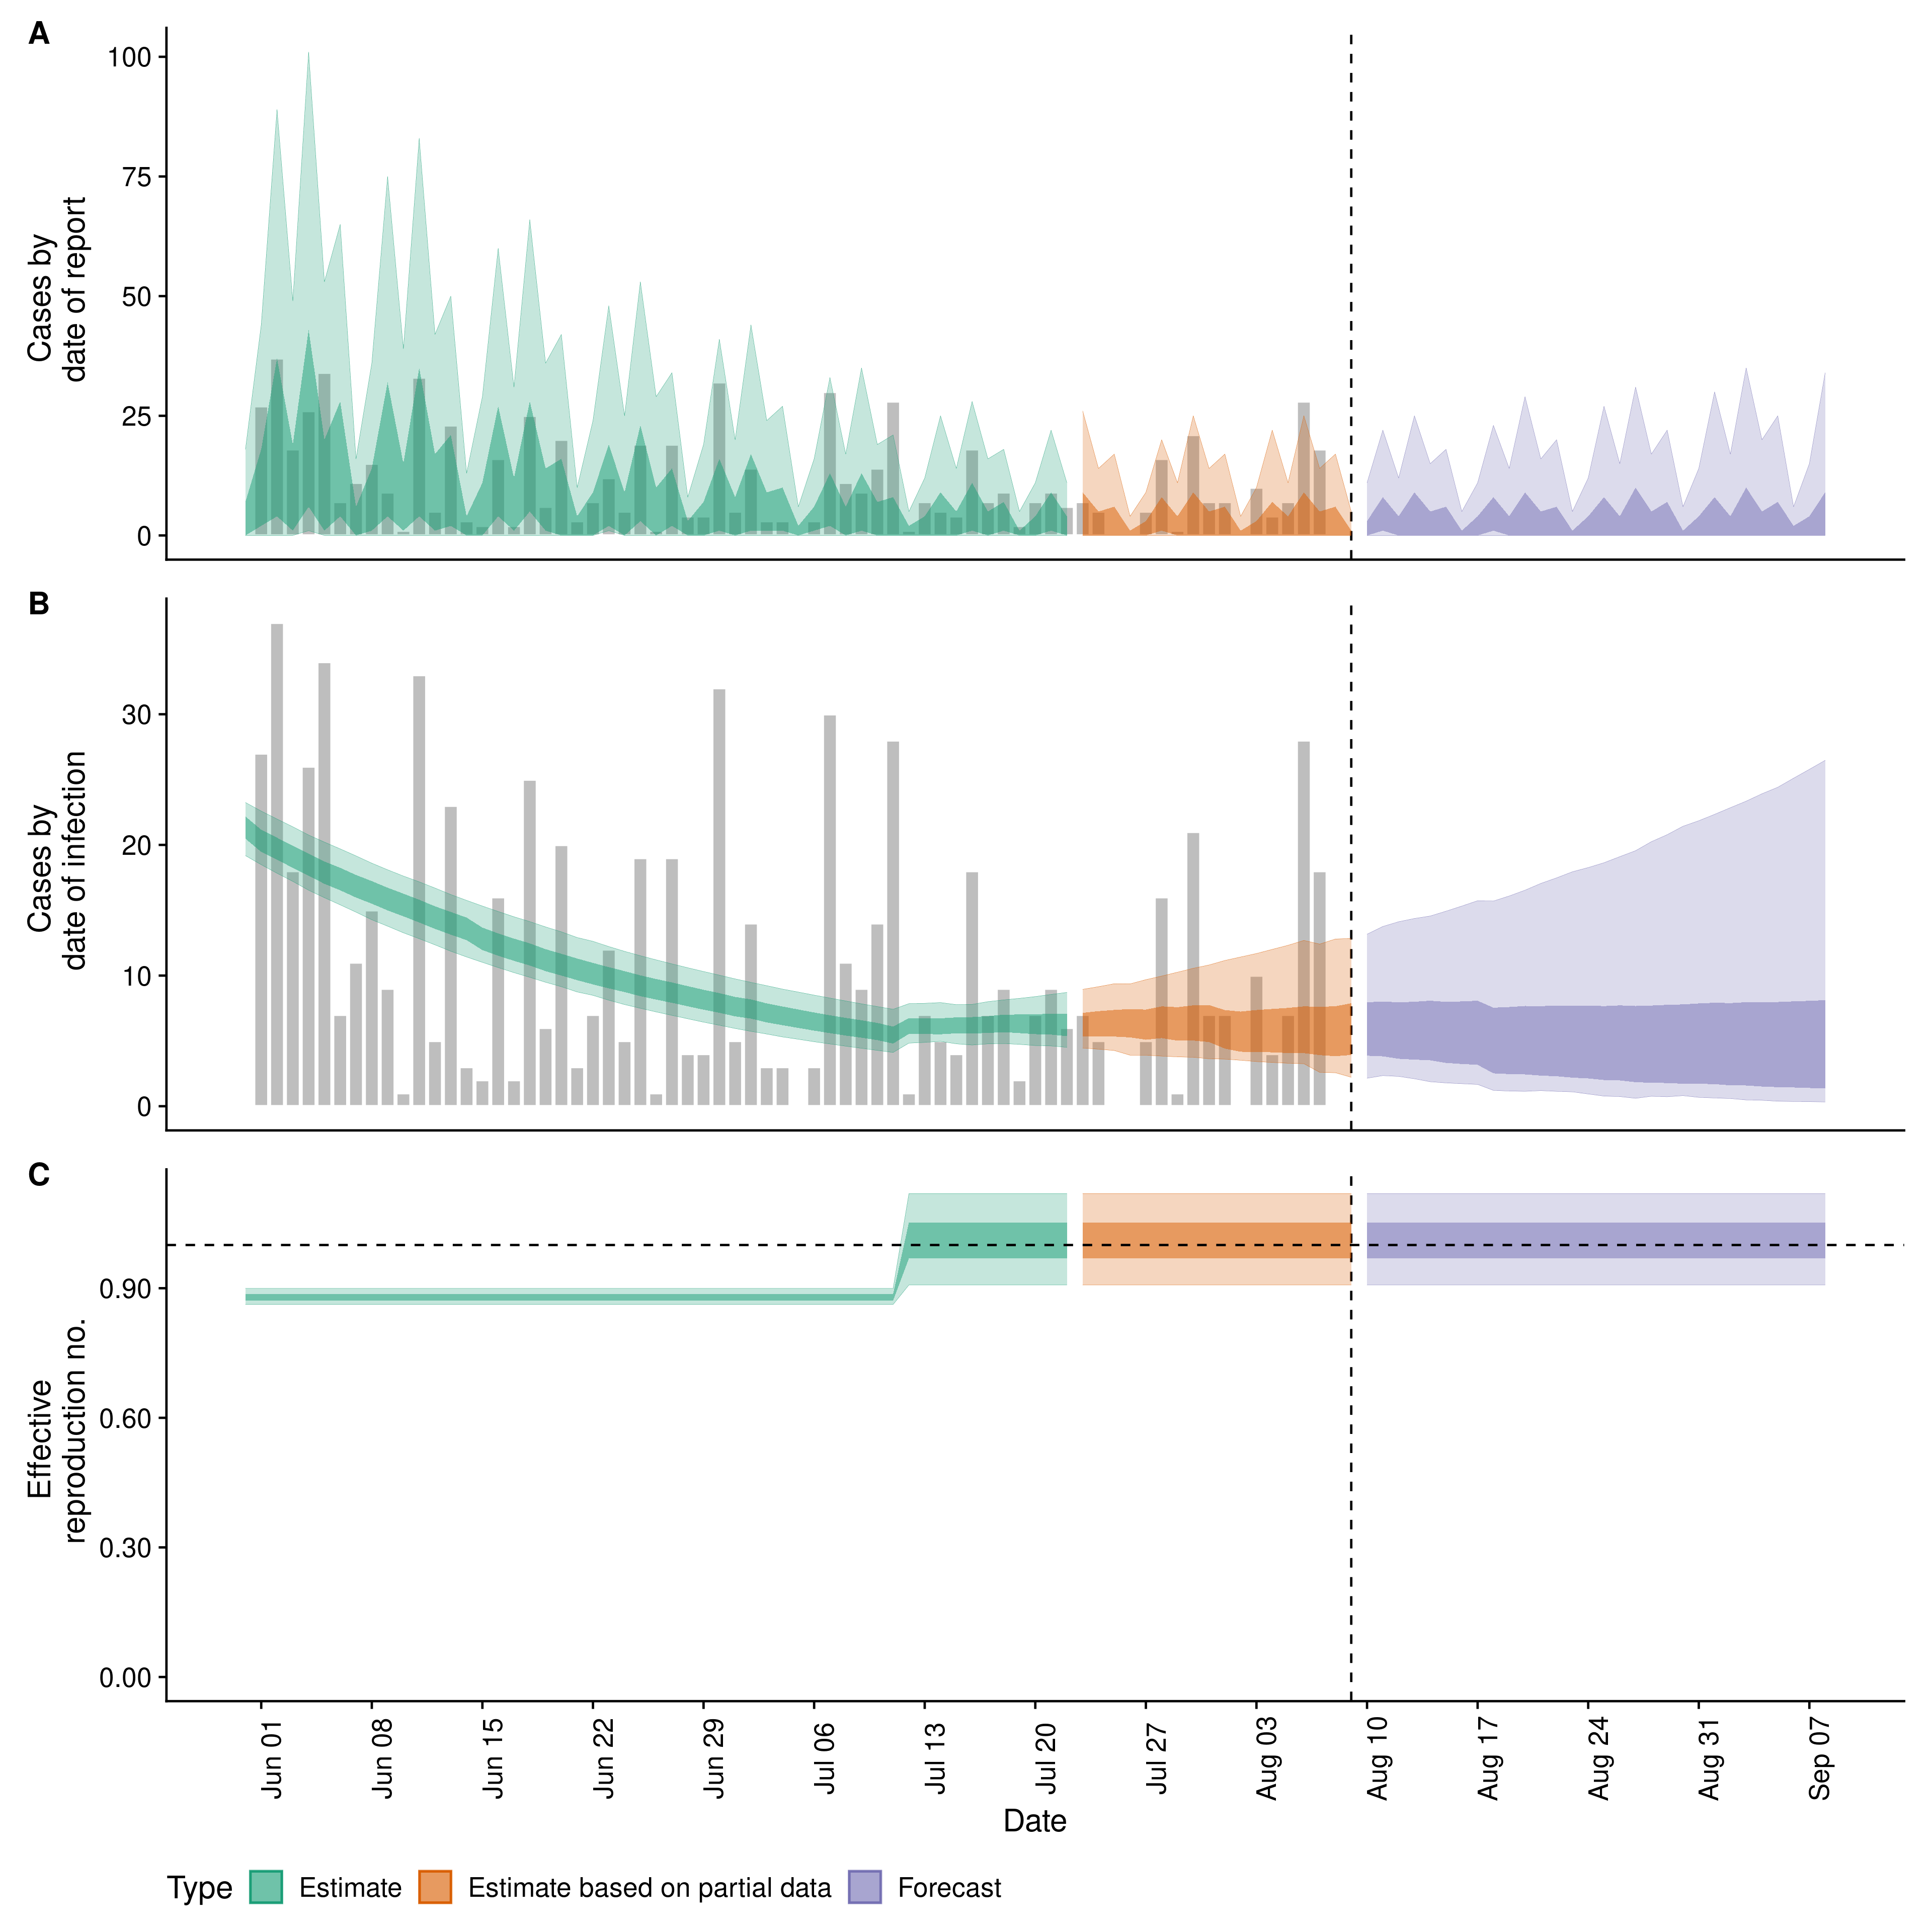 A
100
75
50
25
0
Cases by
date of report
B
30
20
10
0
Cases by
date of infection
C
0.90
0.60
0.30
0.00
Effective
reproduction no.
Jun 01
Jun 08
Jun 15
Jun 22
Jun 29
Jul 06
Jul 13
Jul 20
Jul 27
Aug 03
Aug 10
Aug 17
Aug 24
Aug 31
Sep 07
Date
Type Estimate Estimate based on partial data Forecast